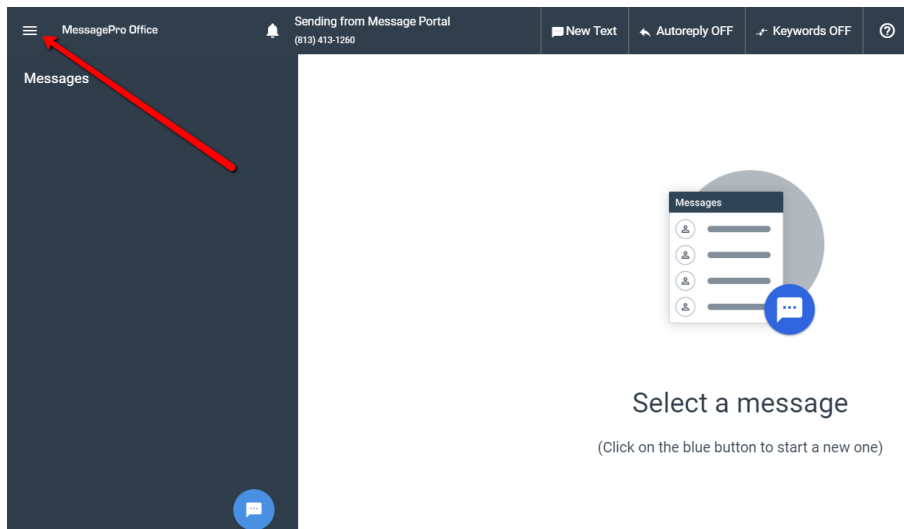 MessagePro Office
Sending from Message Portal
(813) 413-1260
New Text
Autoreply OFF
Keywords OFF
Messages
Messages
Select a message
(Click on the blue button to start a new one)